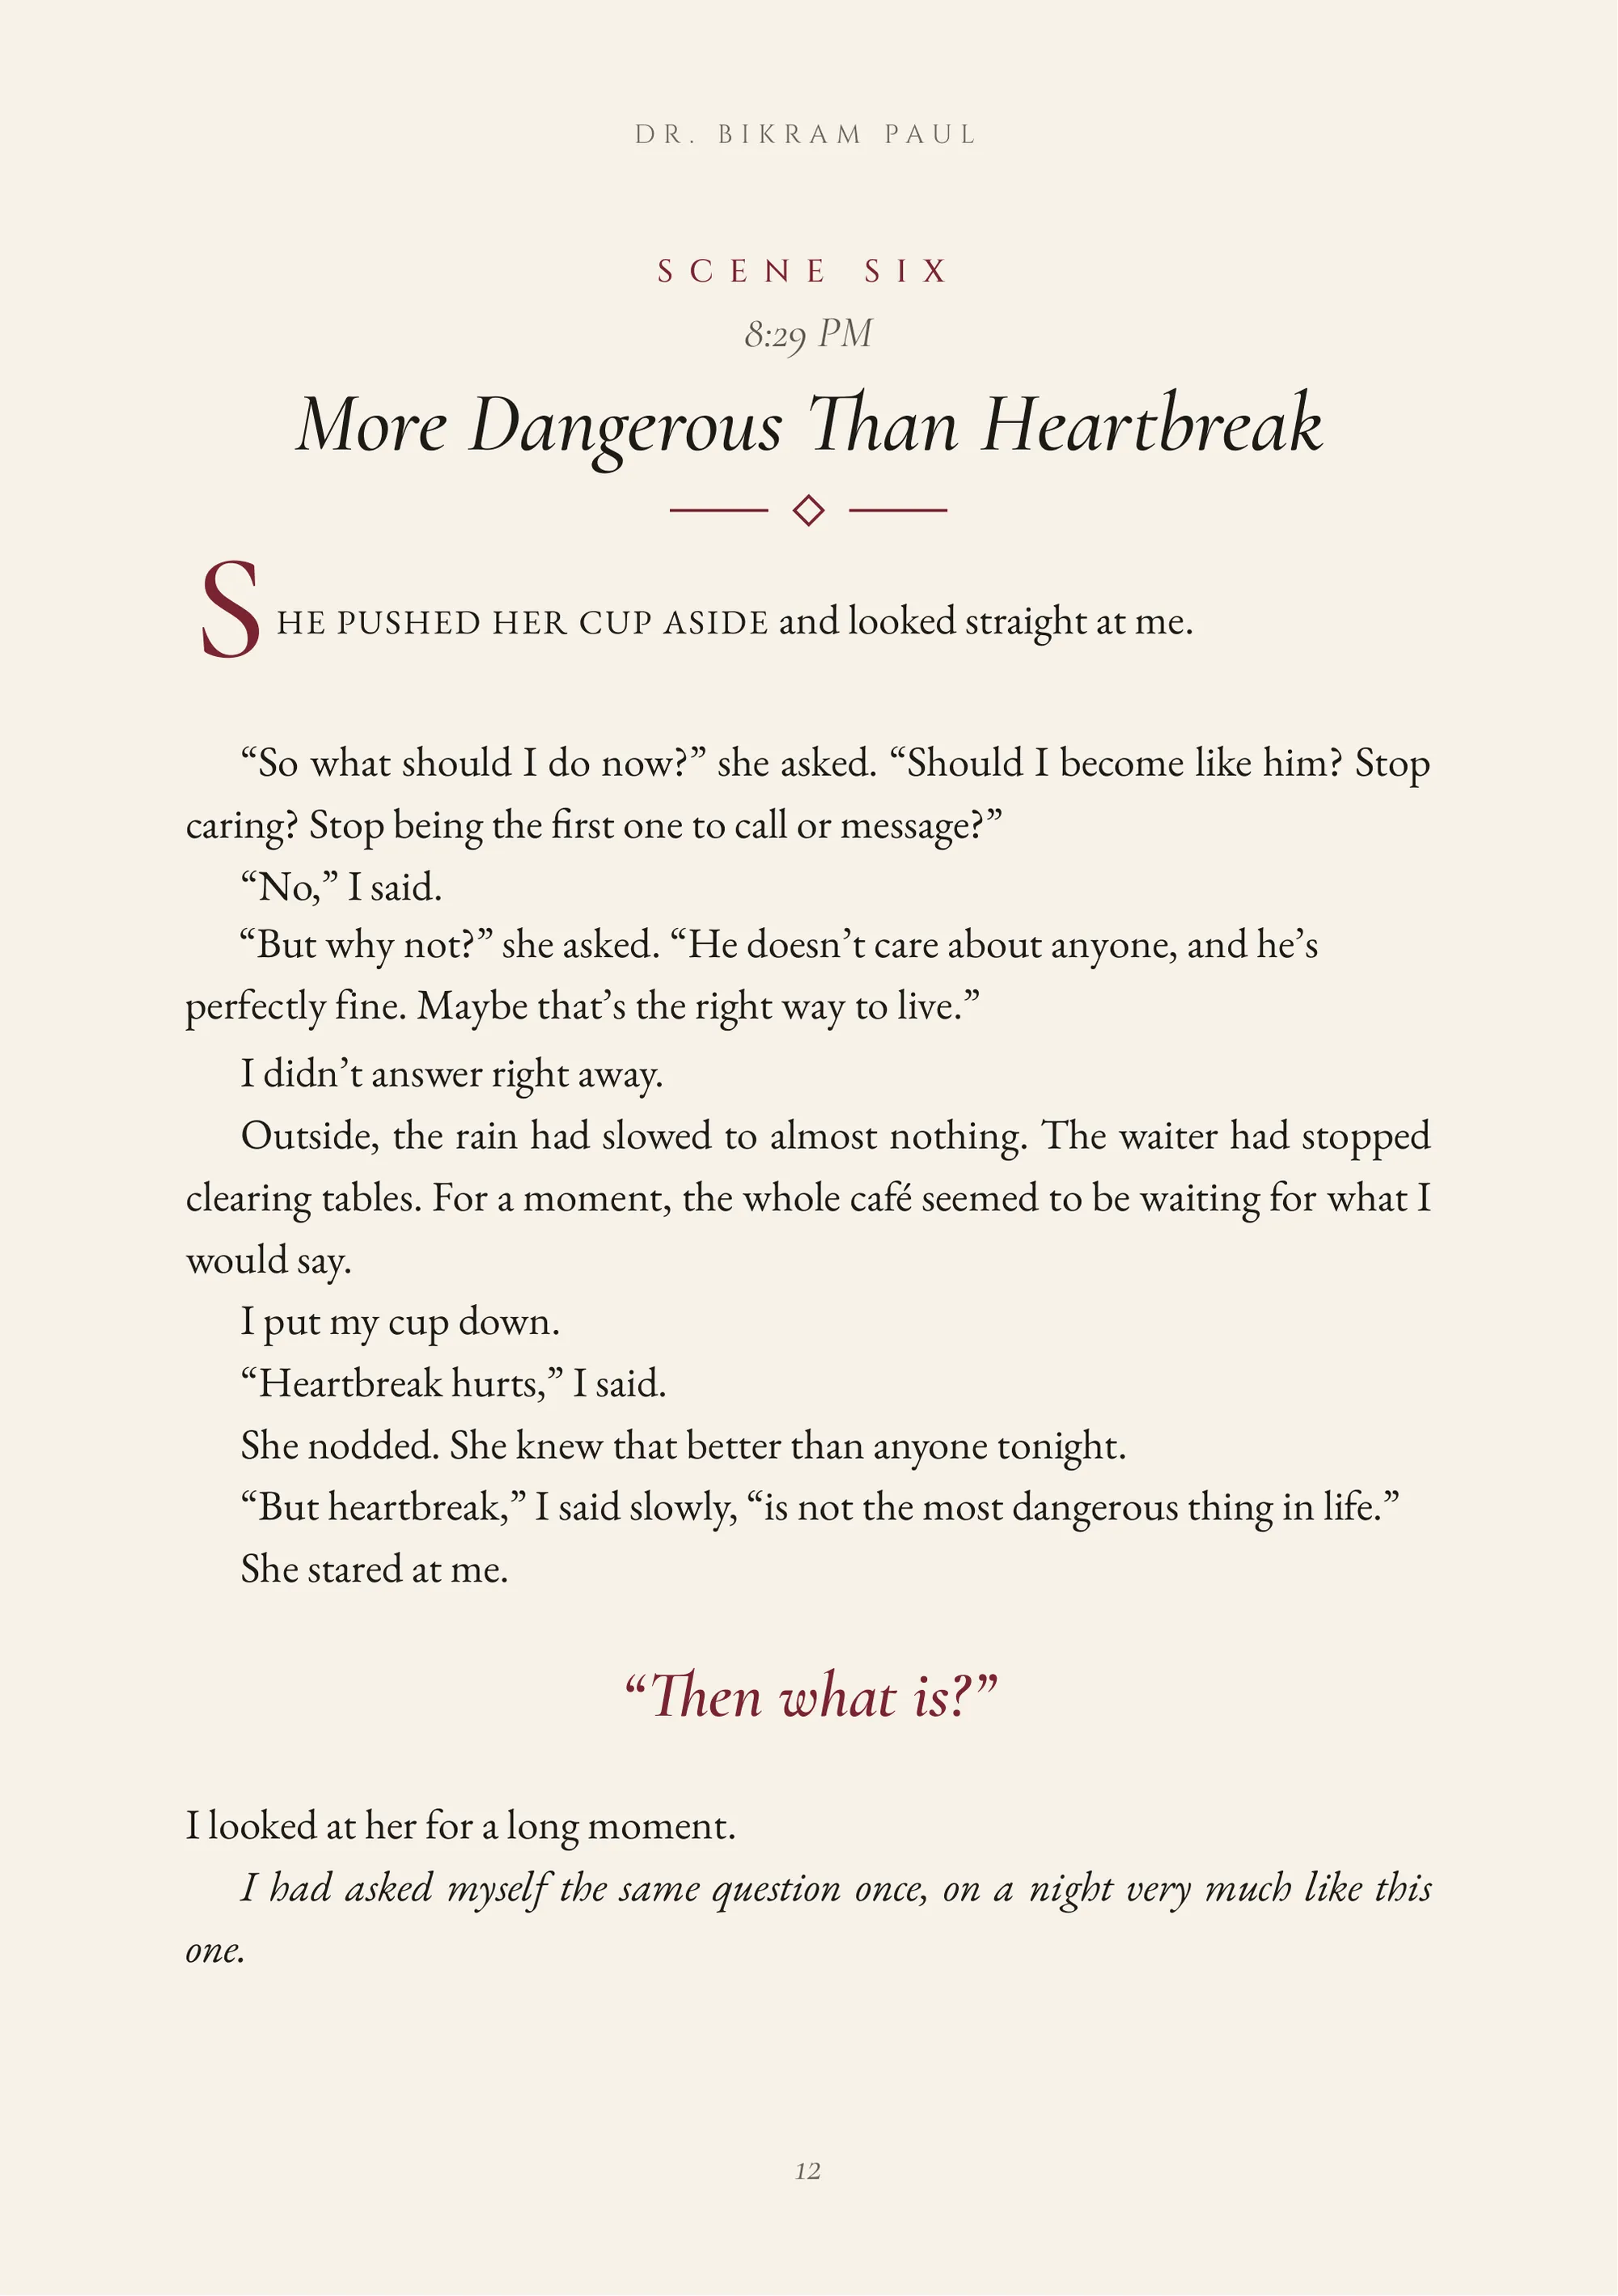 DR. BIKRAM PAUL
SCENE SIX
8:29 PM
More Dangerous Than Heartbreak
SHE PUSHED HER CUP ASIDE and looked straight at me.
“So what should I do now?” she asked. “Should I become like him? Stop
caring? Stop being the first one to call or message?”
“No,” I said.
“But why not?” she asked. “He doesn’t care about anyone, and he’s
perfectly fine. Maybe that’s the right way to live.”
I didn’t answer right away.
Outside, the rain had slowed to almost nothing. The waiter had stopped
clearing tables. For a moment, the whole café seemed to be waiting for what I
would say.
I put my cup down.
“Heartbreak hurts,” I said.
She nodded. She knew that better than anyone tonight.
“But heartbreak,” I said slowly, “is not the most dangerous thing in life.”
She stared at me.
“Then what is?”
I looked at her for a long moment.
I had asked myself the same question once, on a night very much like this
one.
12